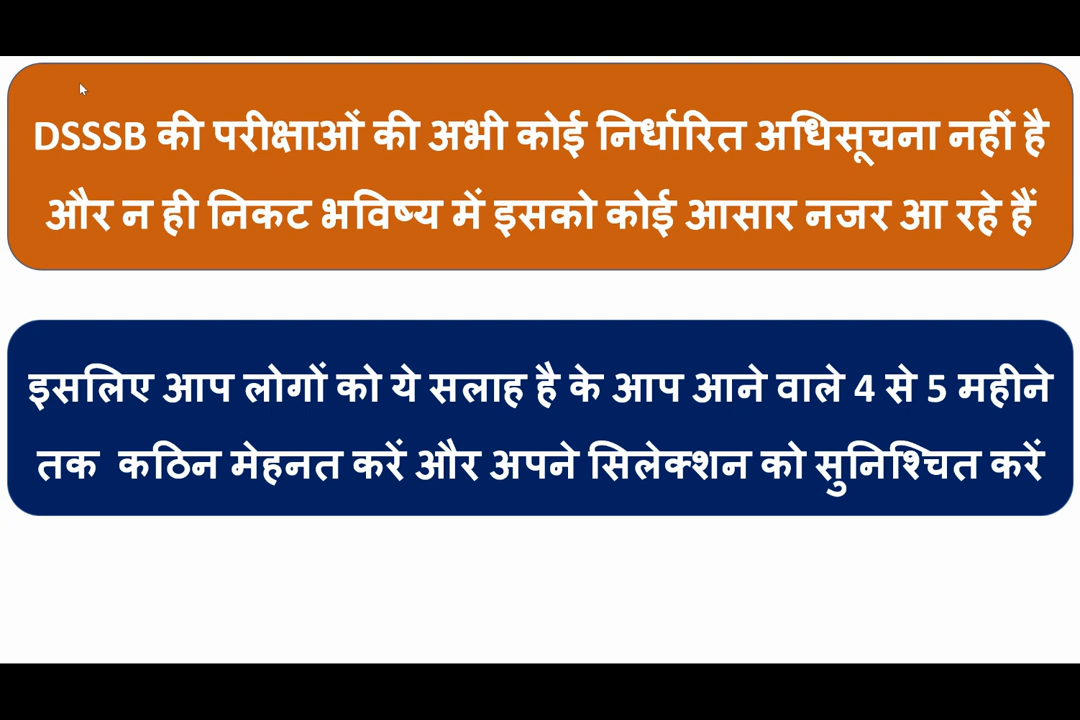 DSSSB की परीक्षाओं की अभी कोई निर्धारित अधिसूचना नहीं है
और न ही निकट भविष्य में इसको कोई आसार नजर आ रहे हैं
इसलिए आप लोगों को ये सलाह है के आप आने वाले 4 से 5 महीने
तक कठिन मेहनत करें और अपने सिलेक्शन को सुनिश्चित करें